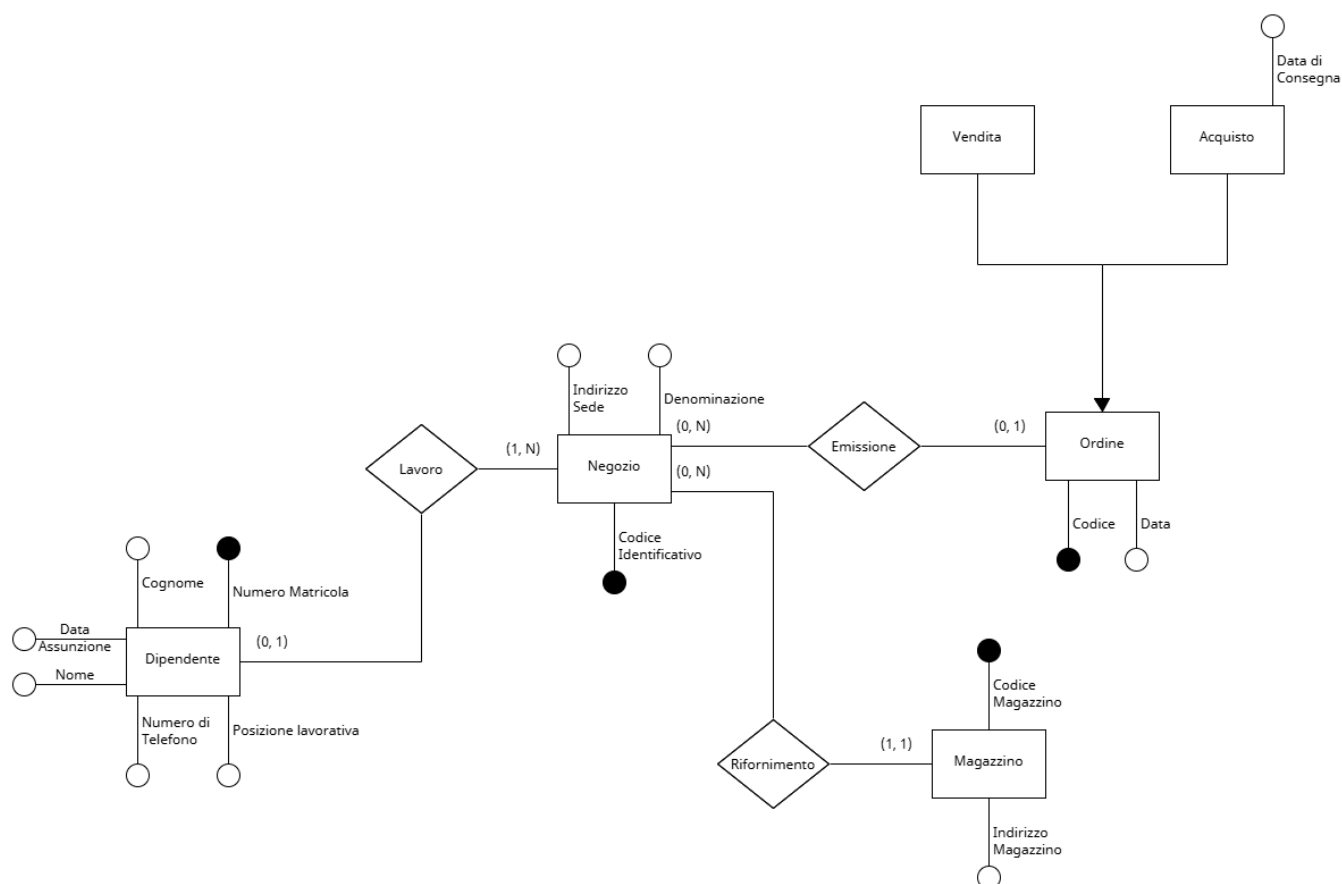 Data di
Consegna
Vendita
Acquisto
Indirizzo
Sede
Denominazione
(1, N)
(0, N)
(0, 1)
Lavoro
Negozio
Emissione
Ordine
(0, N)
Codice
Identificativo
Codice
Data
Cognome
Numero Matricola
Data
Assunzione
(0, 1)
Dipendente
Nome
Numero di
Telefono
Posizione lavorativa
Codice
Magazzino
(1, 1)
Rifornimento
Magazzino
Indirizzo
Magazzino